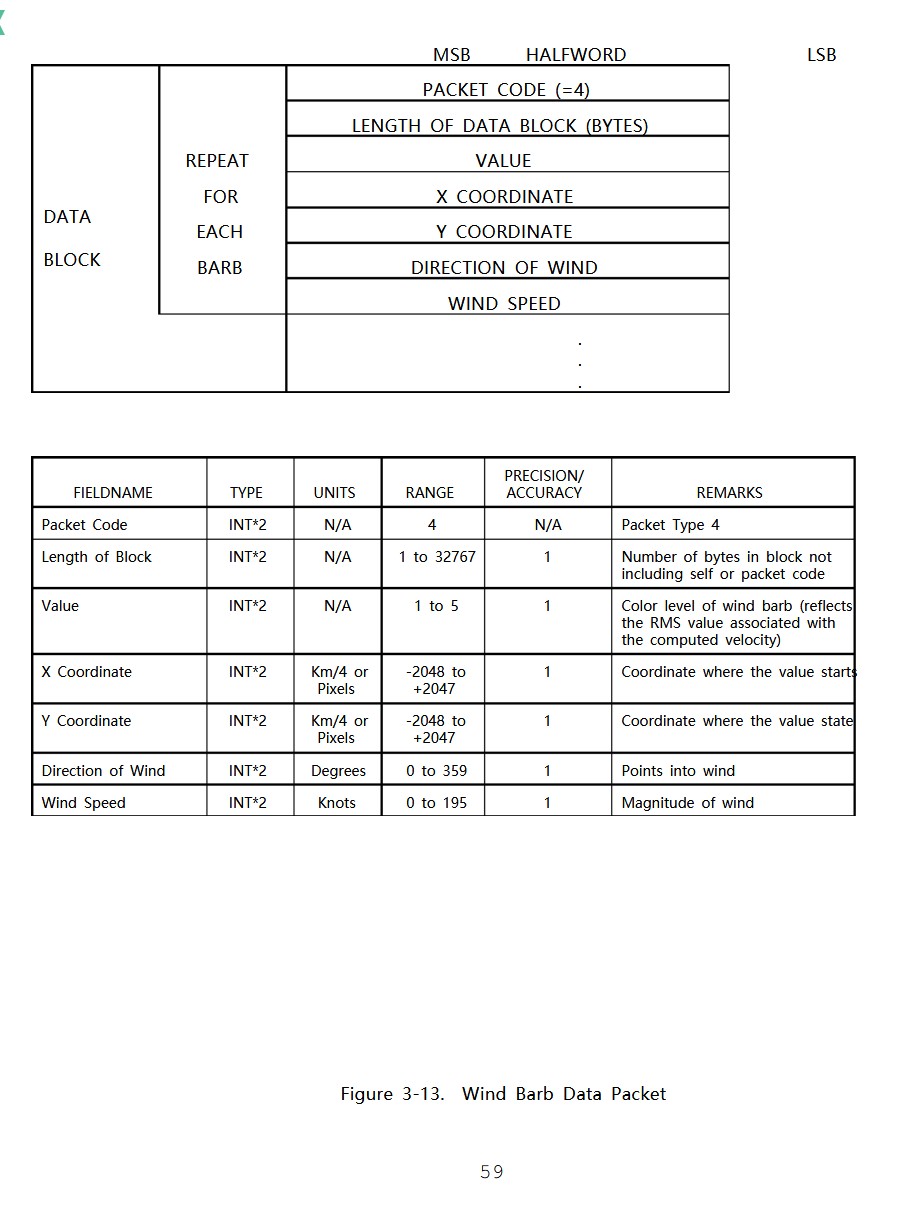 MSB HALFWORD LSB
PACKET CODE (=4)
LENGTH OF DATA BLOCK (BYTES)
REPEAT VALUE
FOR X COORDINATE
DATA
EACH Y COORDINATE
BLOCK
BARB DIRECTION OF WIND
WIND SPEED
.
.
.
PRECISION/
FIELDNAME TYPE UNITS RANGE ACCURACY REMARKS
Packet Code INT*2 N/A 4 N/A Packet Type 4
Length of Block INT*2 N/A 1 to 32767 1 Number of bytes in block not
including self or packet code
Value INT*2 N/A 1 to 5 1 Color level of wind barb (reflects
the RMS value associated with
the computed velocity)
X Coordinate INT*2 Km/4 or -2048 to 1 Coordinate where the value starts
Pixels +2047
Y Coordinate INT*2 Km/4 or -2048 to 1 Coordinate where the value state
Pixels +2047
Direction of Wind INT*2 Degrees 0 to 359 1 Points into wind
Wind Speed INT*2 Knots 0 to 195 1 Magnitude of wind
Figure 3-13. Wind Barb Data Packet
59